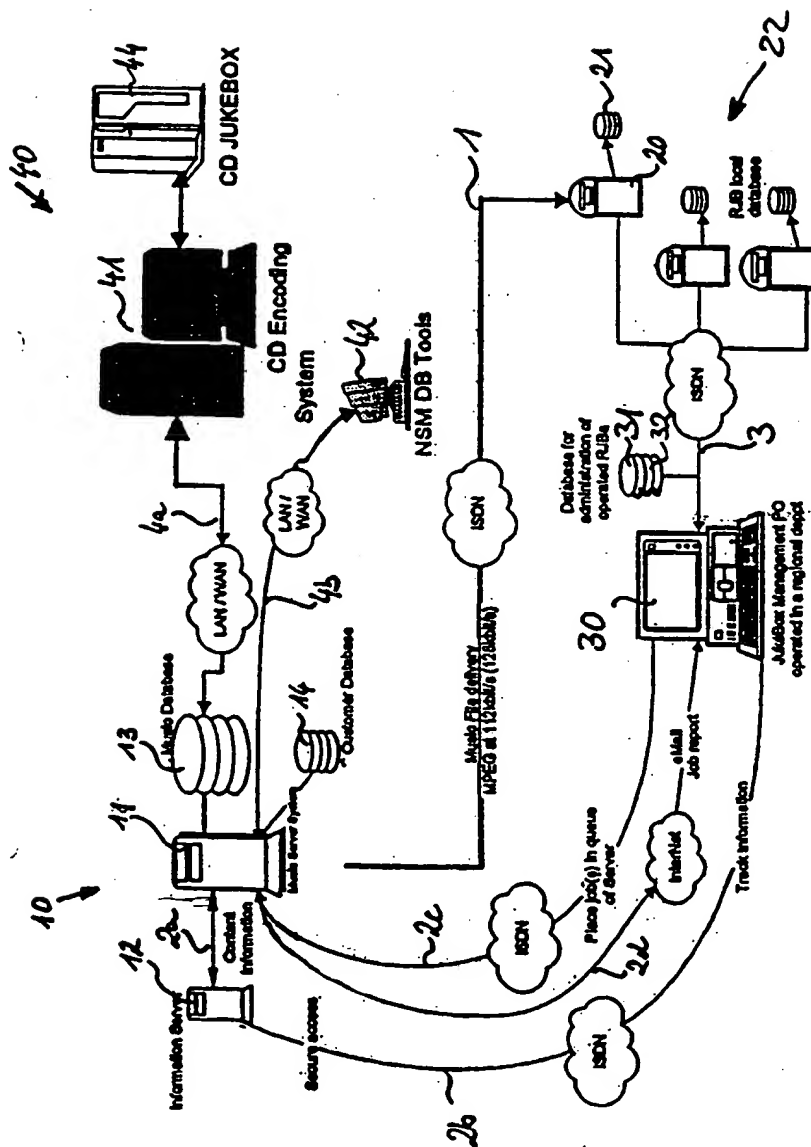 40
44
CD JUKEBOX
41
CD Encoding
System
42
NSM DB Tools
4a
LAN/WAN
LAN /
WAN
4b
13
Music Database
14
Customer Database
11
Music Server System
10
2a
Content
Information
12
Information Server
Secure access
2b
ISDN
Track Information
2c
ISDN
Place job(s) in queue
of Server
2d
InterNet
eMail
Job report
Music File delivery
MPEG at 112kbit/s (128kbit/s)
ISDN
1
20
21
22
RJB local
database
ISDN
3
31
32
Database for
administration of
operated RJBs
30
JukeBox Management PC
operated in a regional depot